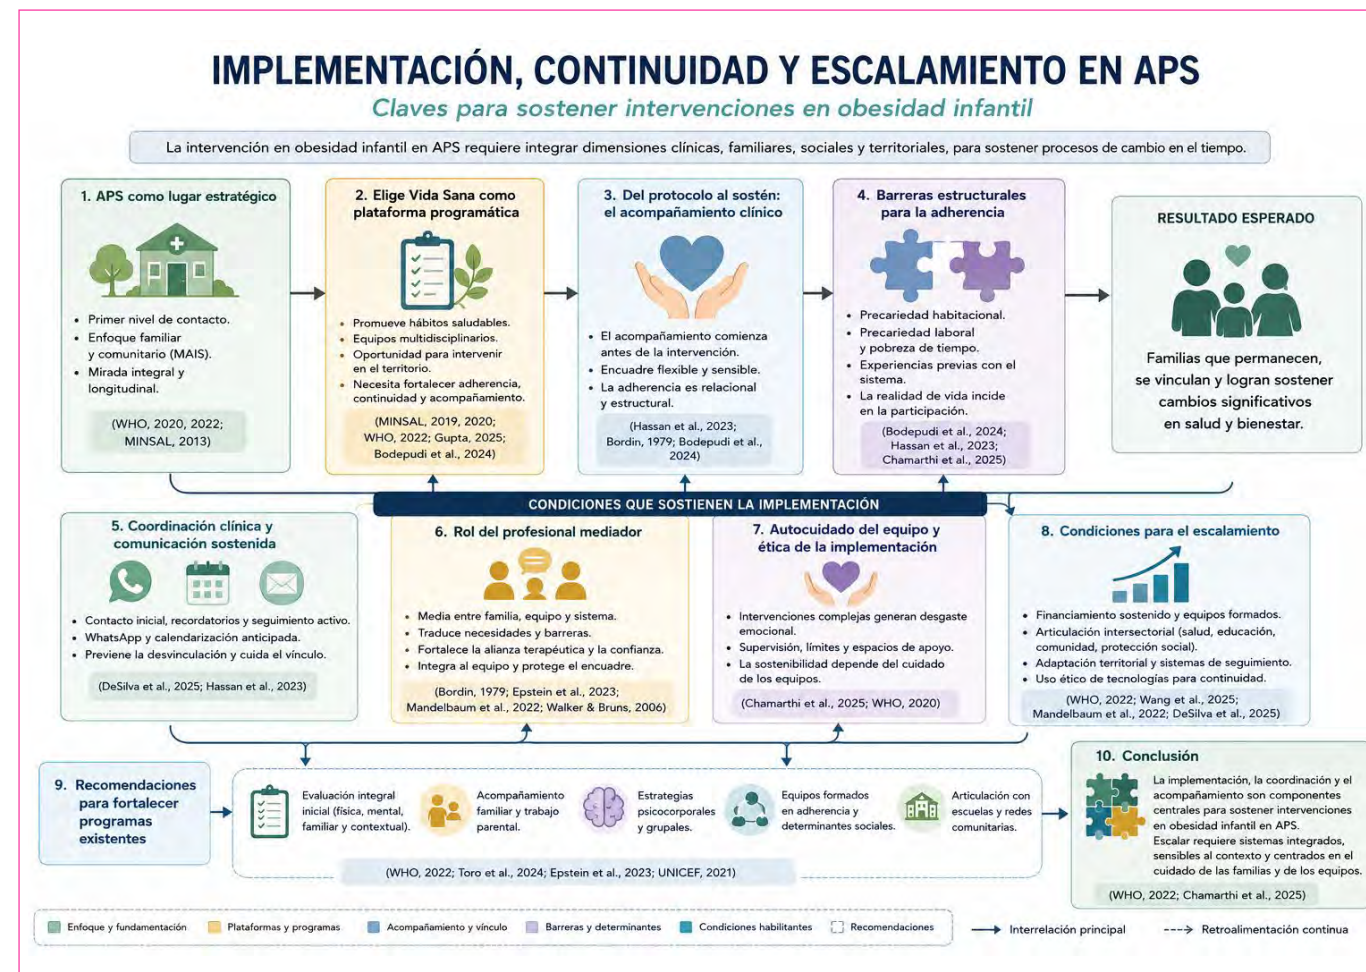 IMPLEMENTACIÓN, CONTINUIDAD Y ESCALAMIENTO EN APS
Claves para sostener intervenciones en obesidad infantil
La intervención en obesidad infantil en APS requiere integrar dimensiones clínicas, familiares, sociales y territoriales, para sostener procesos de cambio en el tiempo.
1. APS como lugar estratégico
• Primer nivel de contacto.
• Enfoque familiar
y comunitario (MAIS).
• Mirada integral y
longitudinal.
(WHO, 2020, 2022;
MINSAL, 2013)
2. Elige Vida Sana como
plataforma programática
• Promueve hábitos saludables.
• Equipos multidisciplinarios.
• Oportunidad para intervenir
en el territorio.
• Necesita fortalecer adherencia,
continuidad y acompañamiento.
(MINSAL, 2019, 2020;
WHO, 2022; Gupta, 2025;
Bodepudi et al., 2024)
3. Del protocolo al sostén:
el acompañamiento clínico
• El acompañamiento comienza
antes de la intervención.
• Encuadre flexible y sensible.
• La adherencia es relacional
y estructural.
(Hassan et al., 2023;
Bordin, 1979; Bodepudi et al.,
2024)
4. Barreras estructurales
para la adherencia
• Precariedad habitacional.
• Precariedad laboral
y pobreza de tiempo.
• Experiencias previas con el
sistema.
• La realidad de vida incide
en la participación.
(Bodepudi et al., 2024;
Hassan et al., 2023;
Chamarthi et al., 2025)
RESULTADO ESPERADO
Familias que permanecen,
se vinculan y logran sostener
cambios significativos
en salud y bienestar.
CONDICIONES QUE SOSTIENEN LA IMPLEMENTACIÓN
5. Coordinación clínica y
comunicación sostenida
• Contacto inicial, recordatorios y seguimiento activo.
• WhatsApp y calendarización anticipada.
• Previene la desvinculación y cuida el vínculo.
(DeSilva et al., 2025; Hassan et al., 2023)
6. Rol del profesional mediador
• Media entre familia, equipo y sistema.
• Traduce necesidades y barreras.
• Fortalece la alianza terapéutica y la confianza.
• Integra al equipo y protege el encuadre.
(Bordin, 1979; Epstein et al., 2023;
Mandelbaum et al., 2022; Walker & Bruns, 2006)
7. Autocuidado del equipo y
ética de la implementación
• Intervenciones complejas generan desgaste
emocional.
• Supervisión, límites y espacios de apoyo.
• La sostenibilidad depende del cuidado
de los equipos.
(Chamarthi et al., 2025; WHO, 2020)
8. Condiciones para el escalamiento
• Financiamiento sostenido y equipos formados.
• Articulación intersectorial (salud, educación,
comunidad, protección social).
• Adaptación territorial y sistemas de seguimiento.
• Uso ético de tecnologías para continuidad.
(WHO, 2022; Wang et al., 2025;
Mandelbaum et al., 2022; DeSilva et al., 2025)
9. Recomendaciones
para fortalecer
programas
existentes
Evaluación integral
inicial (física, mental,
familiar y contextual).
Acompañamiento
familiar y trabajo
parental.
Estrategias
psicocorporales
y grupales.
Equipos formados
en adherencia y
determinantes sociales.
Articulación con
escuelas y redes
comunitarias.
(WHO, 2022; Toro et al., 2024; Epstein et al., 2023; UNICEF, 2021)
10. Conclusión
La implementación, la coordinación y el
acompañamiento son componentes
centrales para sostener intervenciones
en obesidad infantil en APS.
Escalar requiere sistemas integrados,
sensibles al contexto y centrados en el
cuidado de las familias y de los equipos.
(WHO, 2022; Chamarthi et al., 2025)
Enfoque y fundamentación
Plataformas y programas
Acompañamiento y vínculo
Barreras y determinantes
Condiciones habilitantes
Recomendaciones
Interrelación principal
Retroalimentación continua